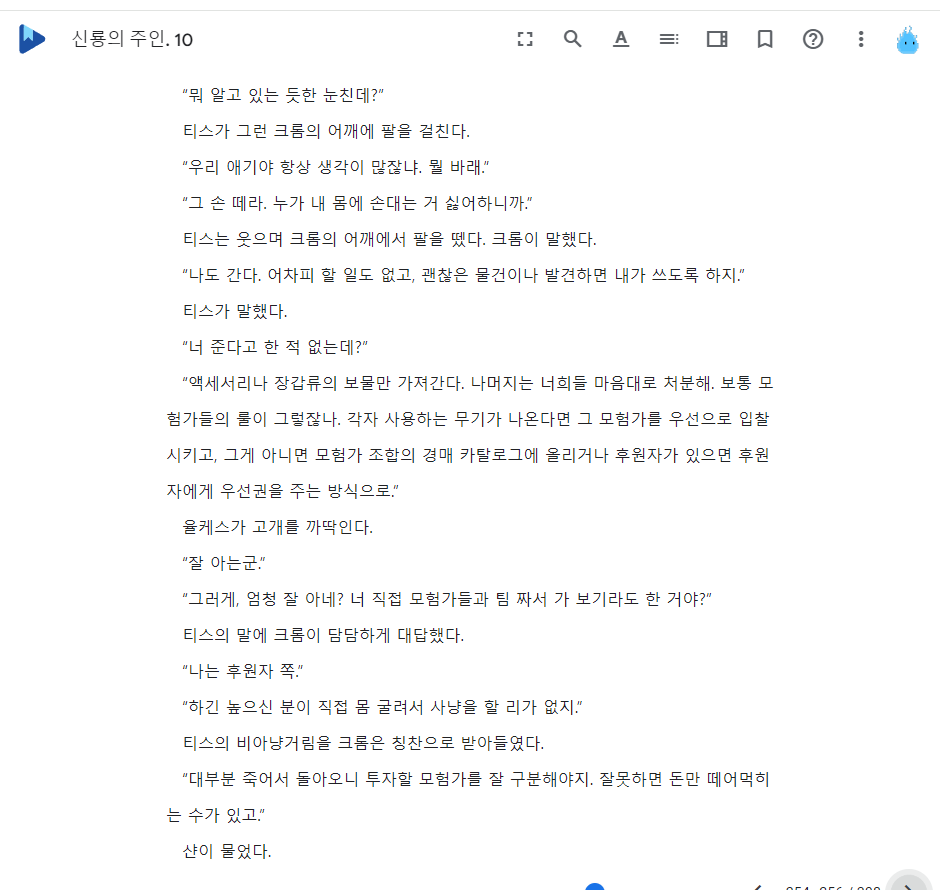 신룡의 주인. 10
“뭐 알고 있는 듯한 눈친데?”
티스가 그런 크롬의 어깨에 팔을 걸친다.
“우리 애기야 항상 생각이 많잖냐. 뭘 바래.”
“그 손 떼라. 누가 내 몸에 손대는 거 싫어하니까.”
티스는 웃으며 크롬의 어깨에서 팔을 뗐다. 크롬이 말했다.
“나도 간다. 어차피 할 일도 없고, 괜찮은 물건이나 발견하면 내가 쓰도록 하지.”
티스가 말했다.
“너 준다고 한 적 없는데?”
“액세서리나 장갑류의 보물만 가져간다. 나머지는 너희들 마음대로 처분해. 보통 모
험가들의 룰이 그렇잖나. 각자 사용하는 무기가 나온다면 그 모험가를 우선으로 입찰
시키고, 그게 아니면 모험가 조합의 경매 카탈로그에 올리거나 후원자가 있으면 후원
자에게 우선권을 주는 방식으로.”
율케스가 고개를 까딱인다.
“잘 아는군.”
“그러게, 엄청 잘 아네? 너 직접 모험가들과 팀 짜서 가 보기라도 한 거야?”
티스의 말에 크롬이 담담하게 대답했다.
“나는 후원자 쪽.”
“하긴 높으신 분이 직접 몸 굴려서 사냥을 할 리가 없지.”
티스의 비아냥거림을 크롬은 칭찬으로 받아들였다.
“대부분 죽어서 돌아오니 투자할 모험가를 잘 구분해야지. 잘못하면 돈만 떼어먹히
는 수가 있고.”
샨이 물었다.